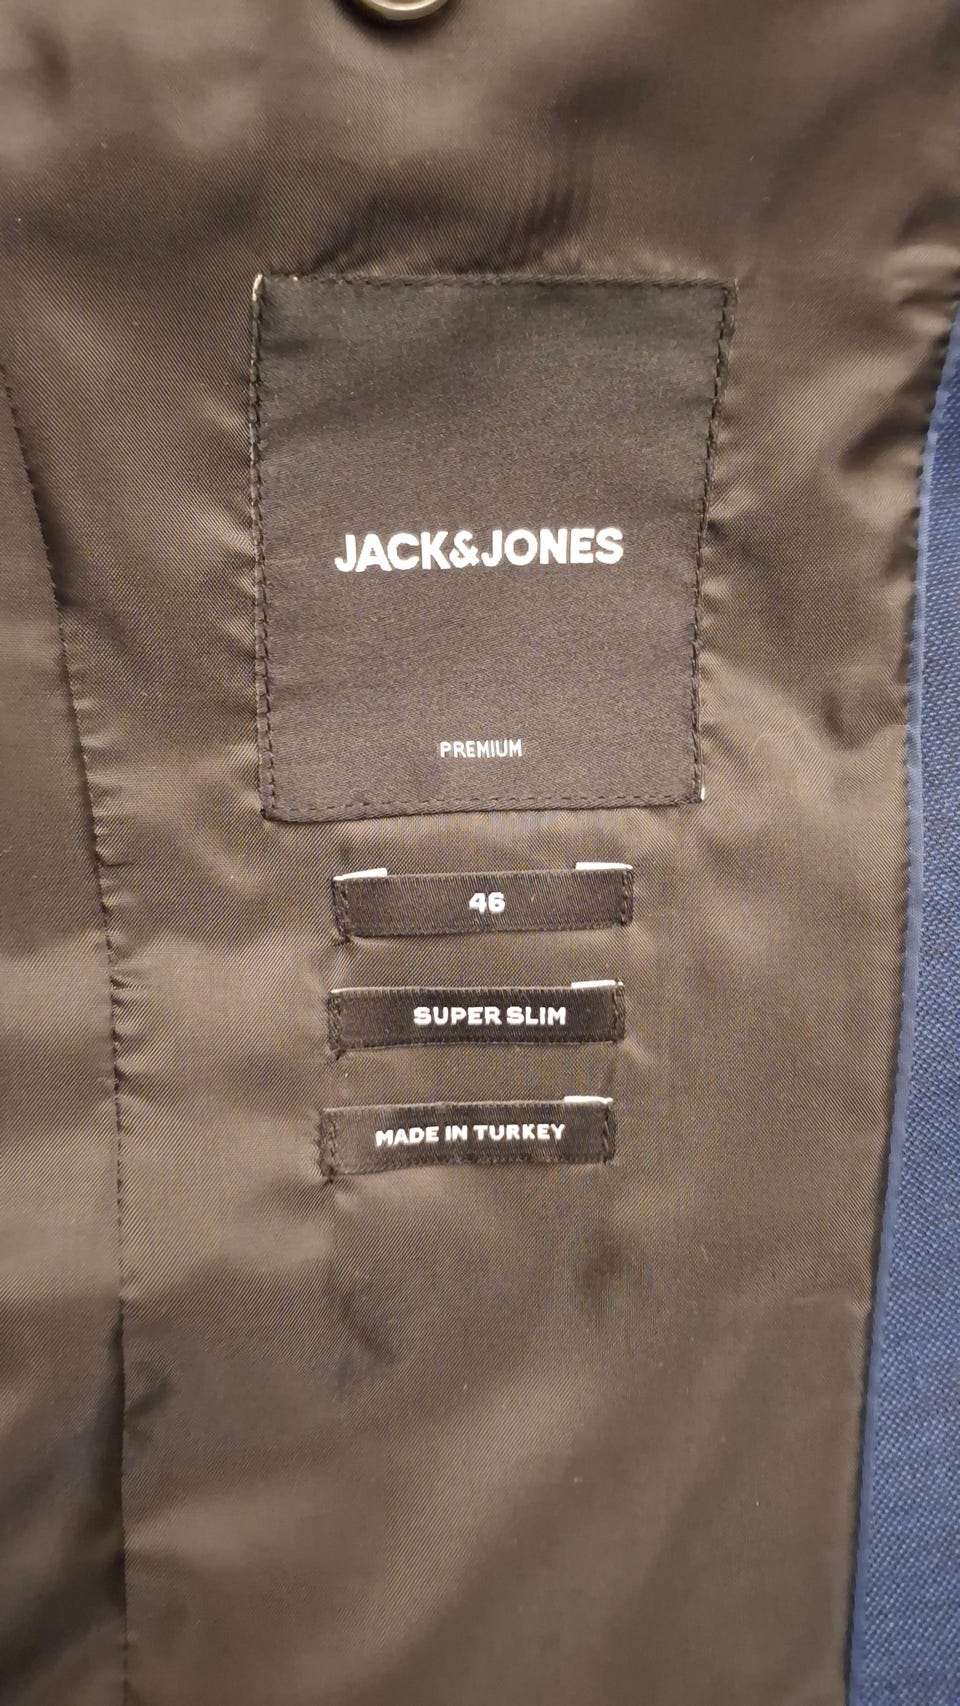 JACK&JONES
PREMIUM
46
SUPER SLIM
MADE IN TURKEY